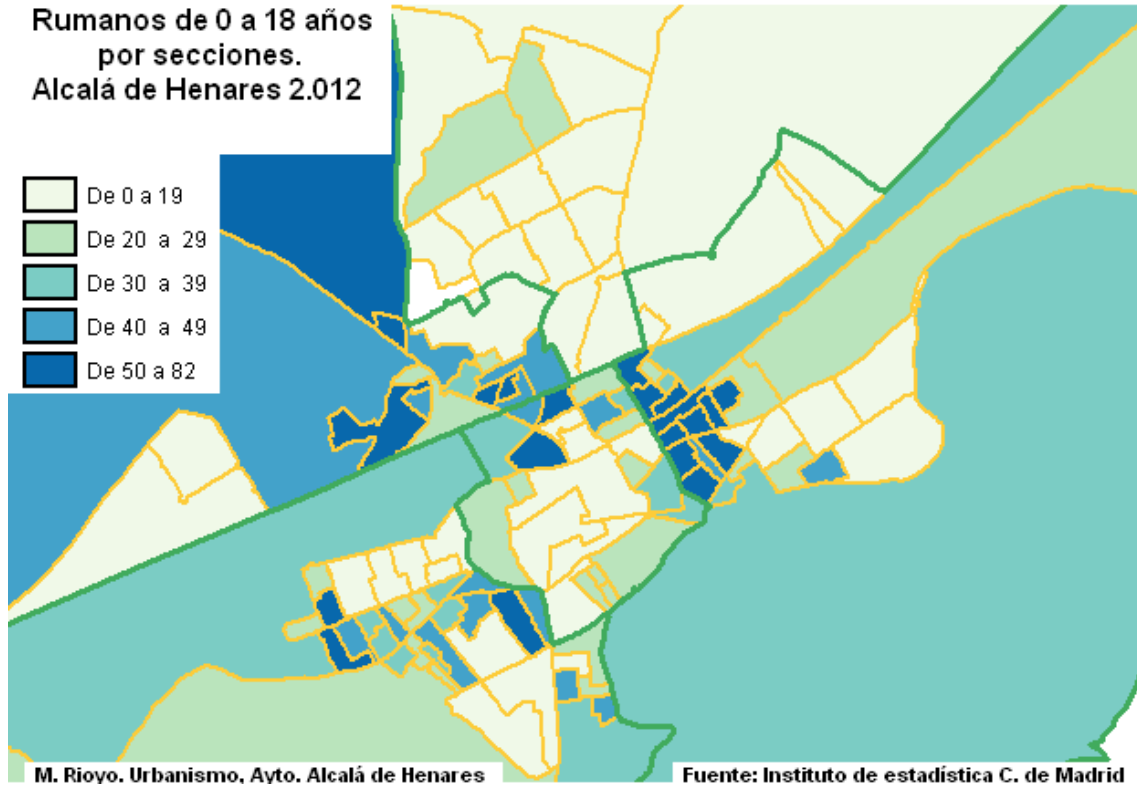 Rumanos de 0 a 18 años
por secciones.
Alcalá de Henares 2.012
De 0 a 19
De 20 a 29
De 30 a 39
De 40 a 49
De 50 a 82
M. Rioyo. Urbanismo, Ayto. Alcalá de Henares
Fuente: Instituto de estadística C. de Madrid